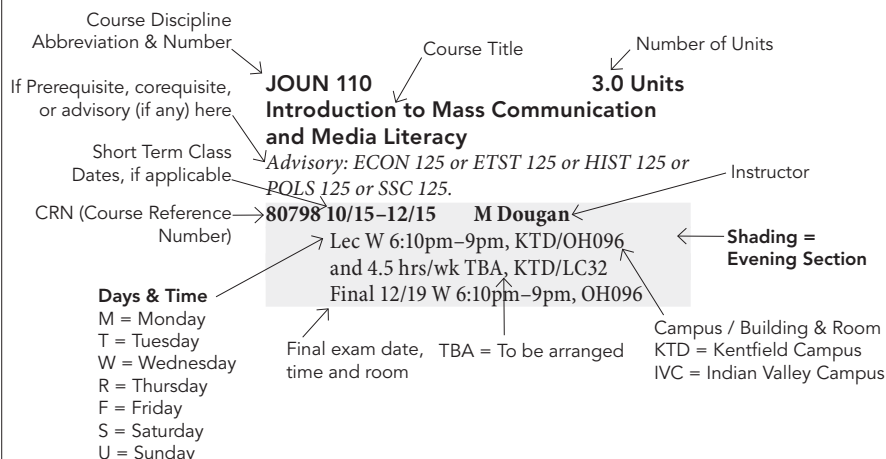 Course Discipline
Abbreviation & Number
Course Title
Number of Units
JOUN 110 3.0 Units
Introduction to Mass Communication
and Media Literacy
If Prerequisite, corequisite,
or advisory (if any) here
Advisory: ECON 125 or ETST 125 or HIST 125 or
POLS 125 or SSC 125.
Short Term Class
Dates, if applicable
Instructor
CRN (Course Reference
Number)
80798 10/15–12/15 M Dougan
Lec W 6:10pm–9pm, KTD/OH096
and 4.5 hrs/wk TBA, KTD/LC32
Final 12/19 W 6:10pm–9pm, OH096
Shading =
Evening Section
Days & Time
M = Monday
T = Tuesday
W = Wednesday
R = Thursday
F = Friday
S = Saturday
U = Sunday
Final exam date,
time and room
TBA = To be arranged
Campus / Building & Room
KTD = Kentfield Campus
IVC = Indian Valley Campus